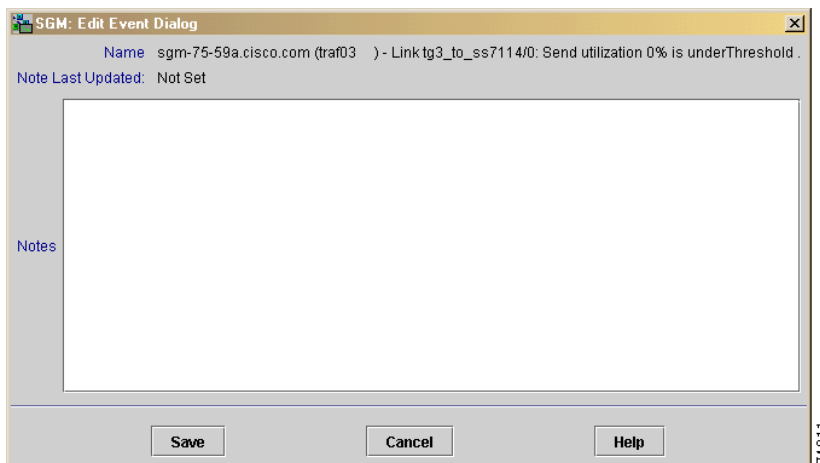 SGM: Edit Event Dialog
Name sgm-75-59a.cisco.com (traf03 ) - Link tg3_to_ss7114/0: Send utilization 0% is underThreshold .
Note Last Updated: Not Set
Notes
Save Cancel Help